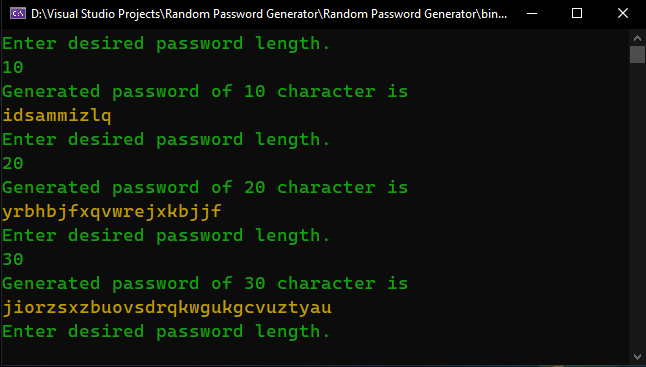 D:\Visual Studio Projects\Random Password Generator\Random Password Generator\bin...
Enter desired password length.
10
Generated password of 10 character is
idsammizlq
Enter desired password length.
20
Generated password of 20 character is
yrbhbjfxqvwrejxkbjjf
Enter desired password length.
30
Generated password of 30 character is
jiorzsxzbuovsdrqkwgukgcvuztyau
Enter desired password length.